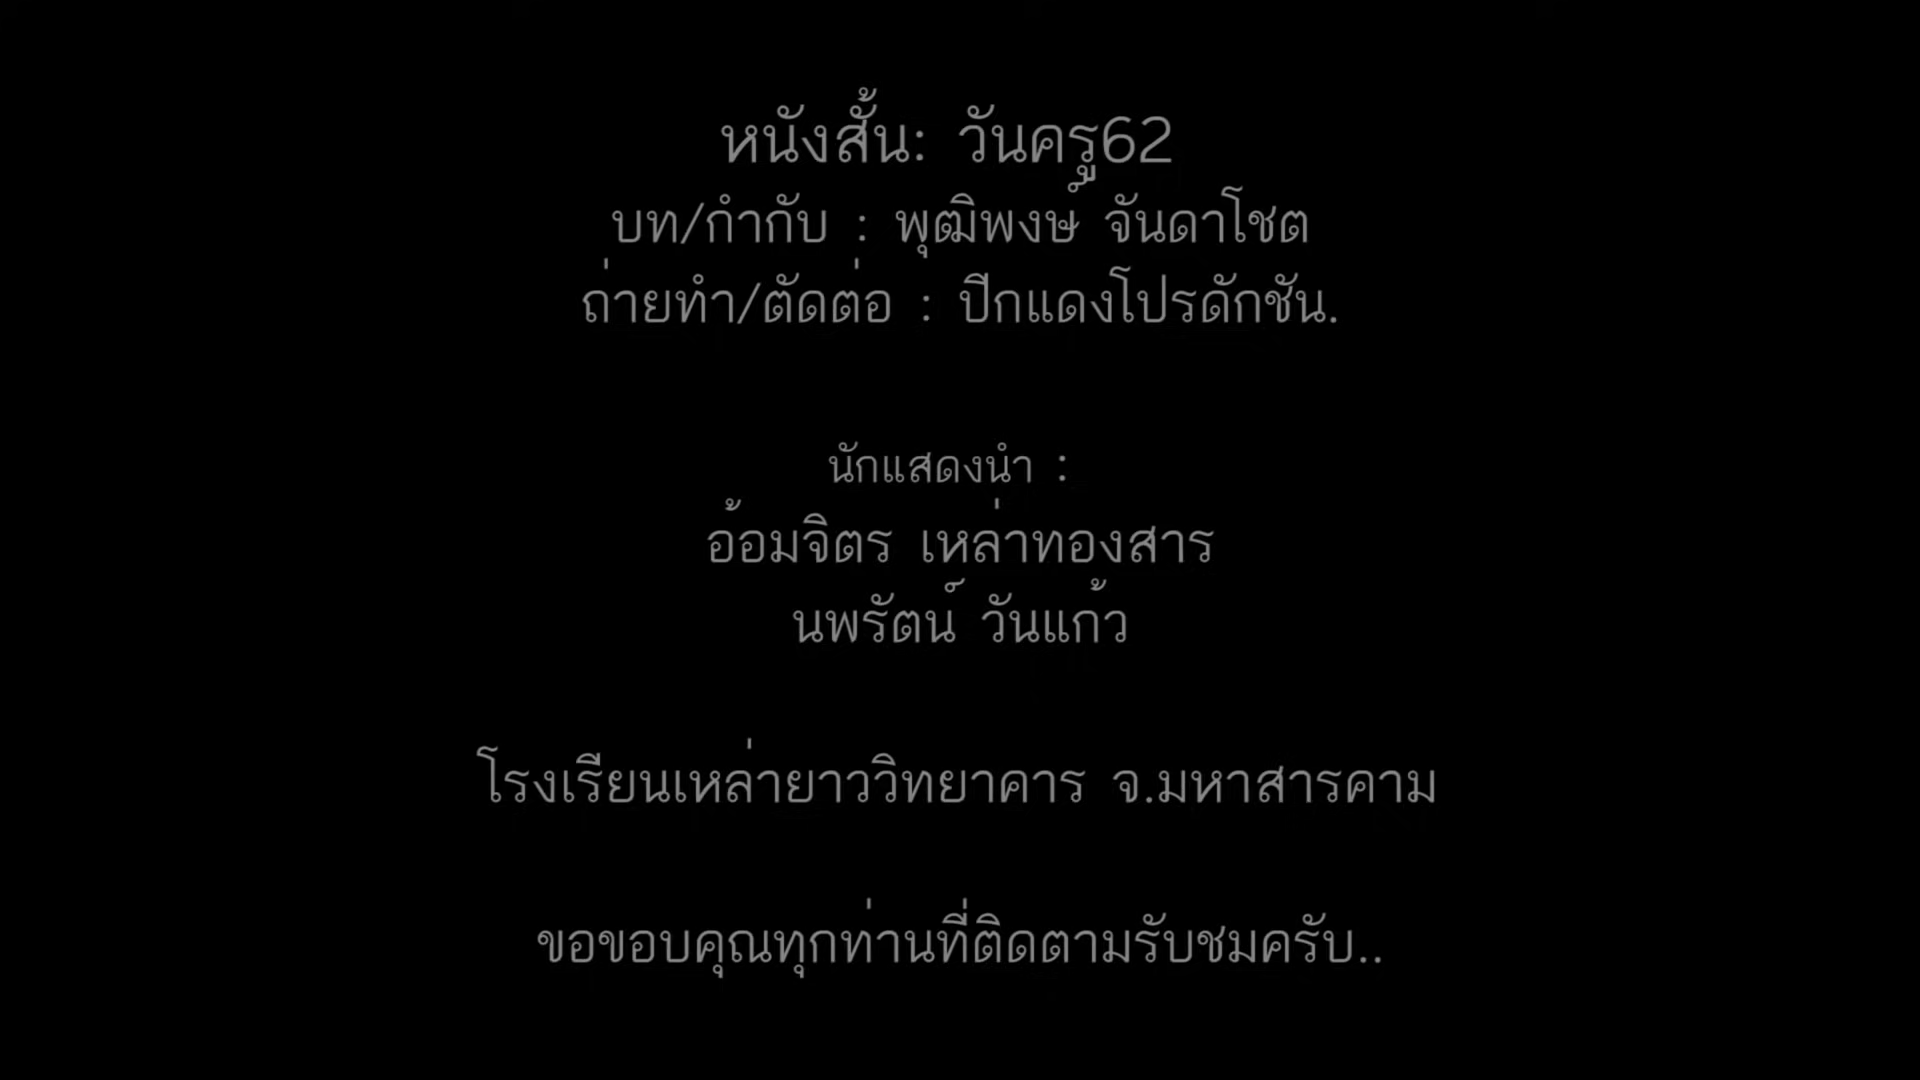 หนังสั้น: วันครู62
บท/กำกับ : พุฒิพงษ์ จันดาโชต
ถ่ายทำ/ตัดต่อ : ปีกแดงโปรดักชัน.
นักแสดงนำ :
อ้อมจิตร เหล่าทองสาร
นพรัตน์ วันแก้ว
โรงเรียนเหล่ายาววิทยาคาร จ.มหาสารคาม
ขอขอบคุณทุกท่านที่ติดตามรับชมครับ..